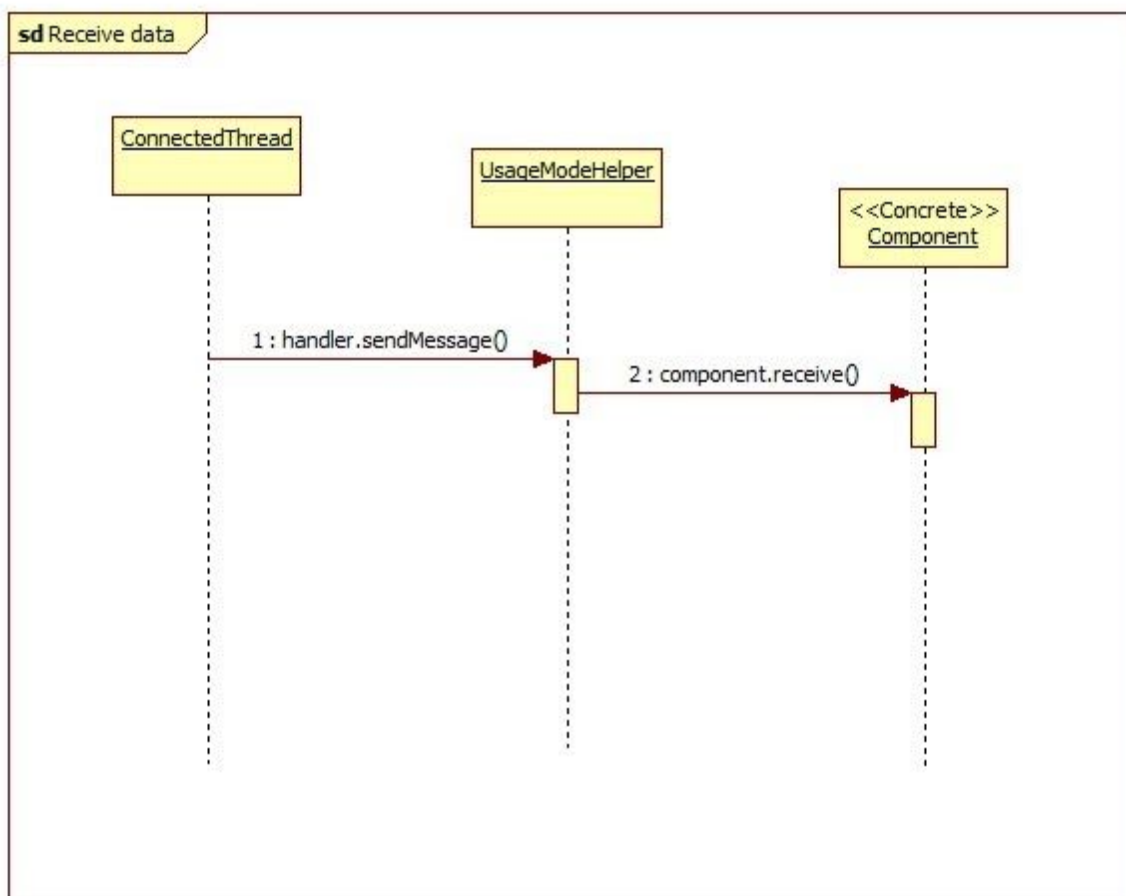 sd Receive data
ConnectedThread
UsageModeHelper
<<Concrete>>
Component
1 : handler.sendMessage()
2 : component.receive()